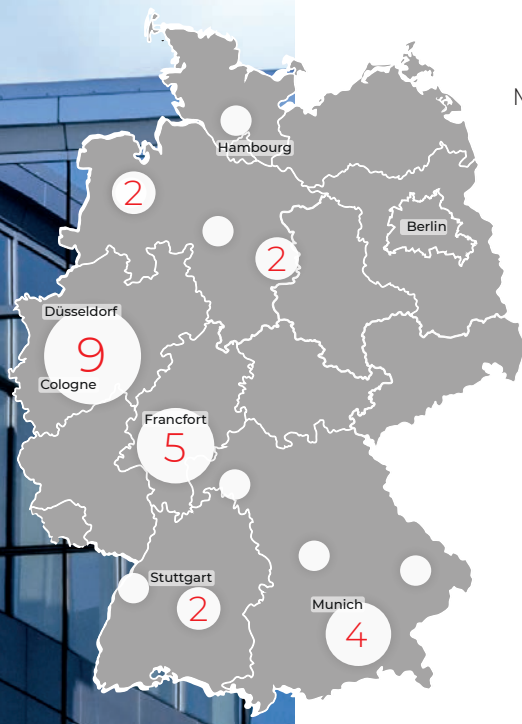 N
Hambourg
2
Berlin
2
Düsseldorf
9
Cologne
Francfort
5
Stuttgart
2
Munich
4